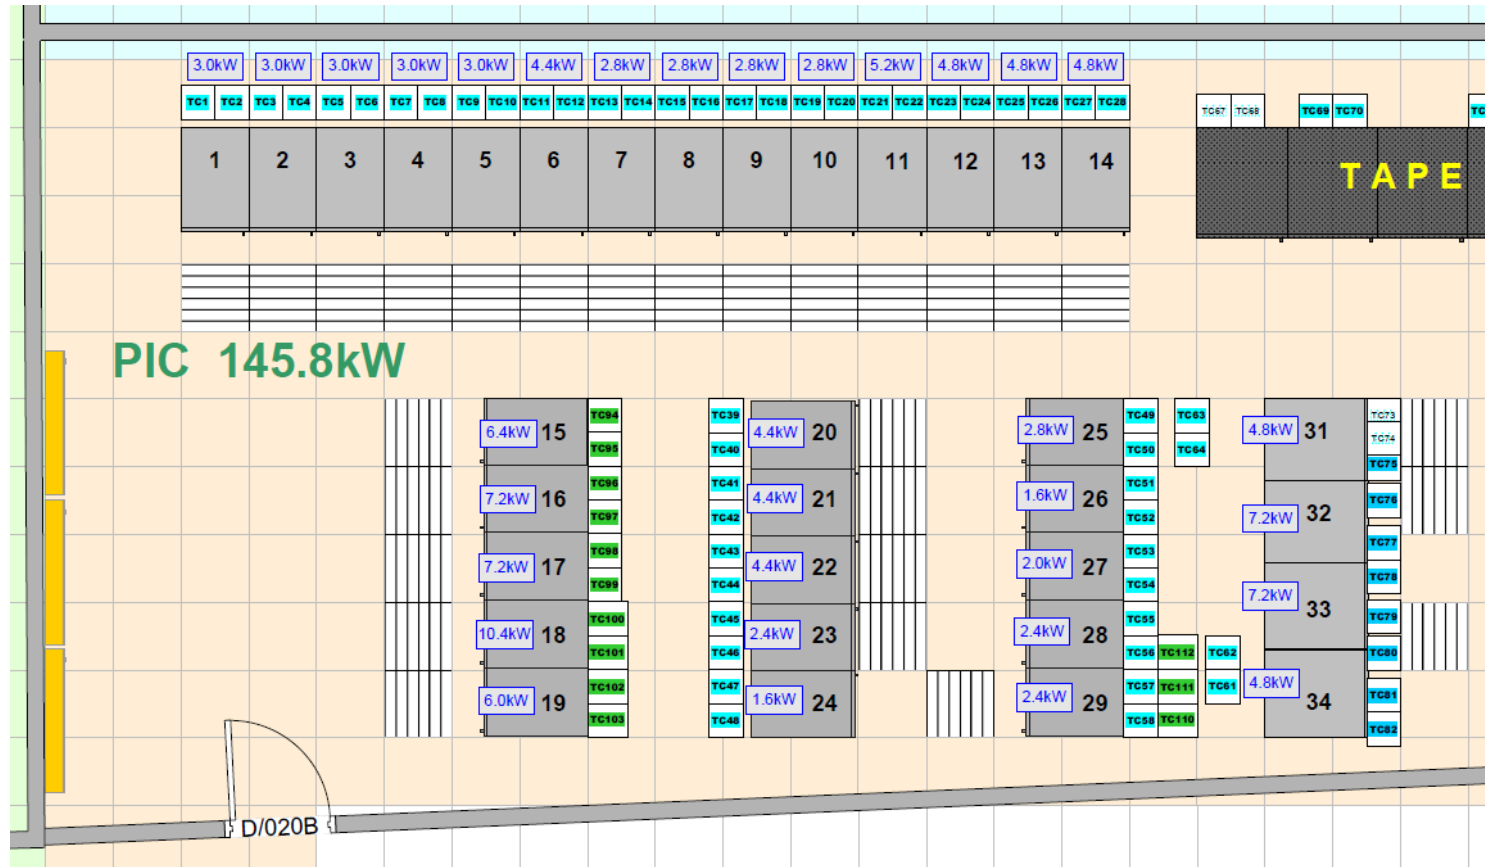 3.0kW 3.0kW 3.0kW 3.0kW 3.0kW 4.4kW 2.8kW 2.8kW 2.8kW 2.8kW 5.2kW 4.8kW 4.8kW 4.8kW
TC1 TC2 TC3 TC4 TC5 TC6 TC7 TC8 TC9 TC10 TC11 TC12 TC13 TC14 TC15 TC16 TC17 TC18 TC19 TC20 TC21 TC22 TC23 TC24 TC25 TC26 TC27 TC28 TC67 TC68 TC69 TC70 TC
1 2 3 4 5 6 7 8 9 10 11 12 13 14 TAPE
PIC 145.8kW
TC94 TC39 TC49 TC63 TC73
6.4kW 15 4.4kW 20 2.8kW 25 4.8kW 31
TC74
TC95 TC40 TC50 TC64
TC75
TC96 TC41 TC51
7.2kW 16 4.4kW 21 1.6kW 26 TC76
TC97 TC42 TC52 7.2kW 32
TC98 TC43 TC53 TC77
7.2kW 17 4.4kW 22 2.0kW 27
TC99 TC44 TC54 TC78
7.2kW 33
TC100 TC45 TC55 TC79
10.4kW 18 2.4kW 23 2.4kW 28
TC101 TC46 TC56 TC112 TC62 TC80
TC102 TC47 TC57 TC111 TC61 4.8kW
6.0kW 19 1.6kW 24 2.4kW 29 34 TC81
TC103 TC48 TC58 TC110 TC82
D/020B